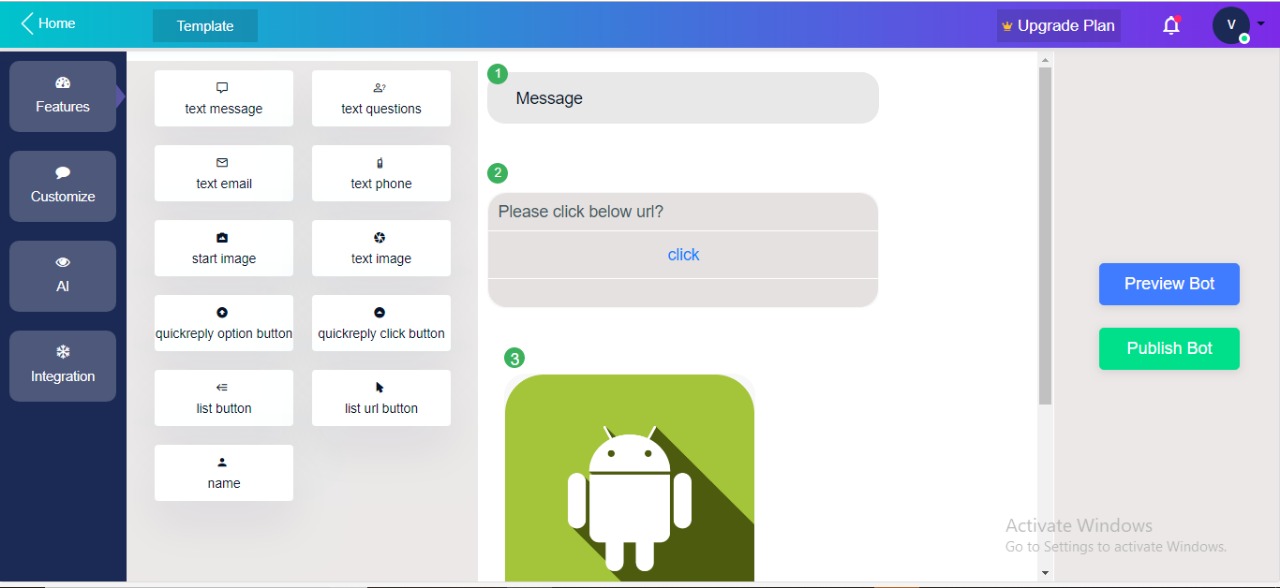 Home
Template
Upgrade Plan
V
Features
Customize
AI
Integration
text message
text questions
text email
text phone
start image
text image
quickreply option button
quickreply click button
list button
list url button
name
1
Message
2
Please click below url?
click
3
Preview Bot
Publish Bot
Activate Windows
Go to Settings to activate Windows.